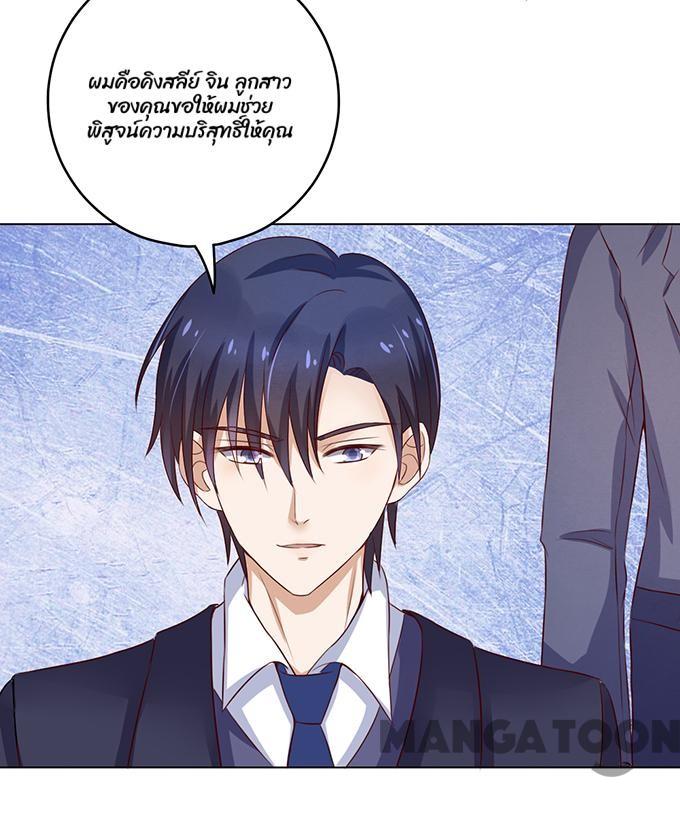 ผมคือคิงสลีย์ จิน ลูกสาว
ของคุณขอให้ผมช่วย
พิสูจน์ความบริสุทธิ์ให้คุณ
MANGATOON